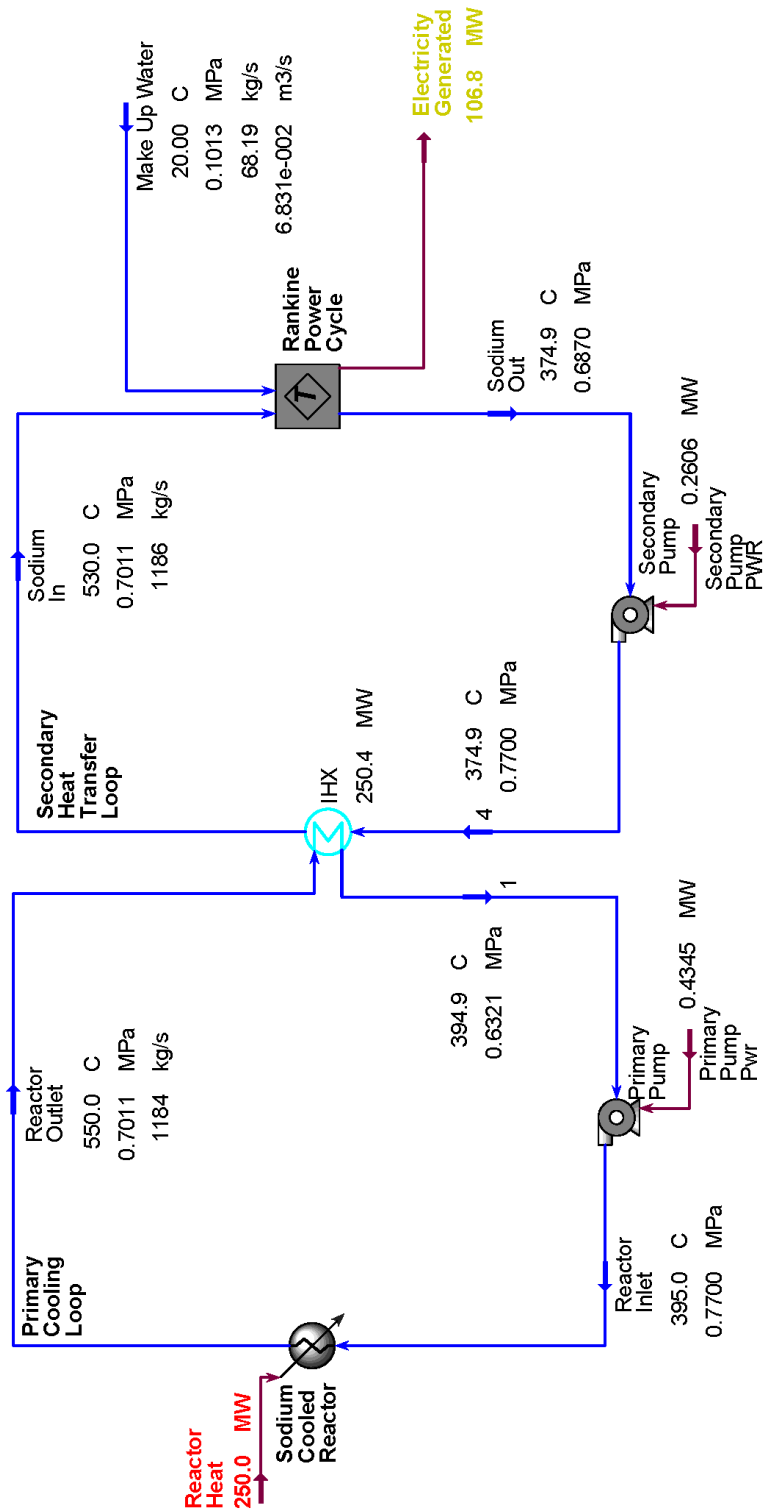 Reactor
Heat
250.0 MW
Sodium
Cooled
Reactor
Primary
Cooling
Loop
Reactor
Outlet
550.0 C
0.7011 MPa
1184 kg/s
Reactor
Inlet
395.0 C
0.7700 MPa
Primary
Pump
Primary
Pump
Pwr
0.4345 MW
394.9 C
0.6321 MPa
1
IHX
250.4 MW
4
374.9 C
0.7700 MPa
Secondary
Heat
Transfer
Loop
Sodium
In
530.0 C
0.7011 MPa
1186 kg/s
Secondary
Pump
Secondary
Pump
PWR
0.2606 MW
Sodium
Out
374.9 C
0.6870 MPa
T
Rankine
Power
Cycle
Make Up Water
20.00 C
0.1013 MPa
68.19 kg/s
6.831e-002 m3/s
Electricity
Generated
106.8 MW